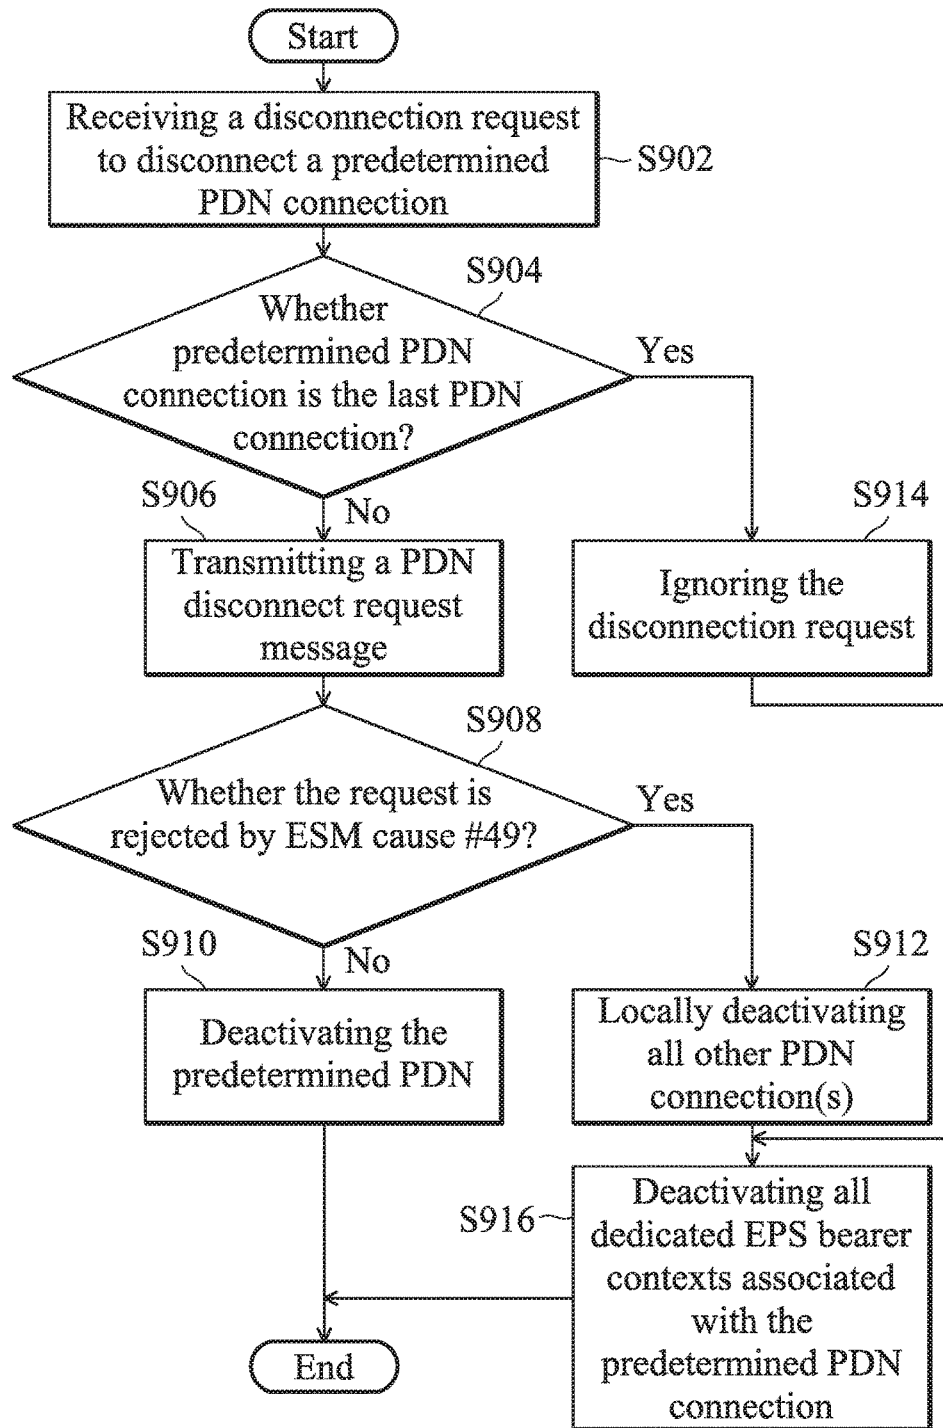 Start
Receiving a disconnection request
to disconnect a predetermined
PDN connection
S902
S904
Whether
predetermined PDN
connection is the last PDN
connection?
Yes
No
S906
Transmitting a PDN
disconnect request
message
S914
Ignoring the
disconnection request
S908
Whether the request is
rejected by ESM cause #49?
Yes
No
S910
Deactivating the
predetermined PDN
S912
Locally deactivating
all other PDN
connection(s)
S916
Deactivating all
dedicated EPS bearer
contexts associated
with the
predetermined PDN
connection
End